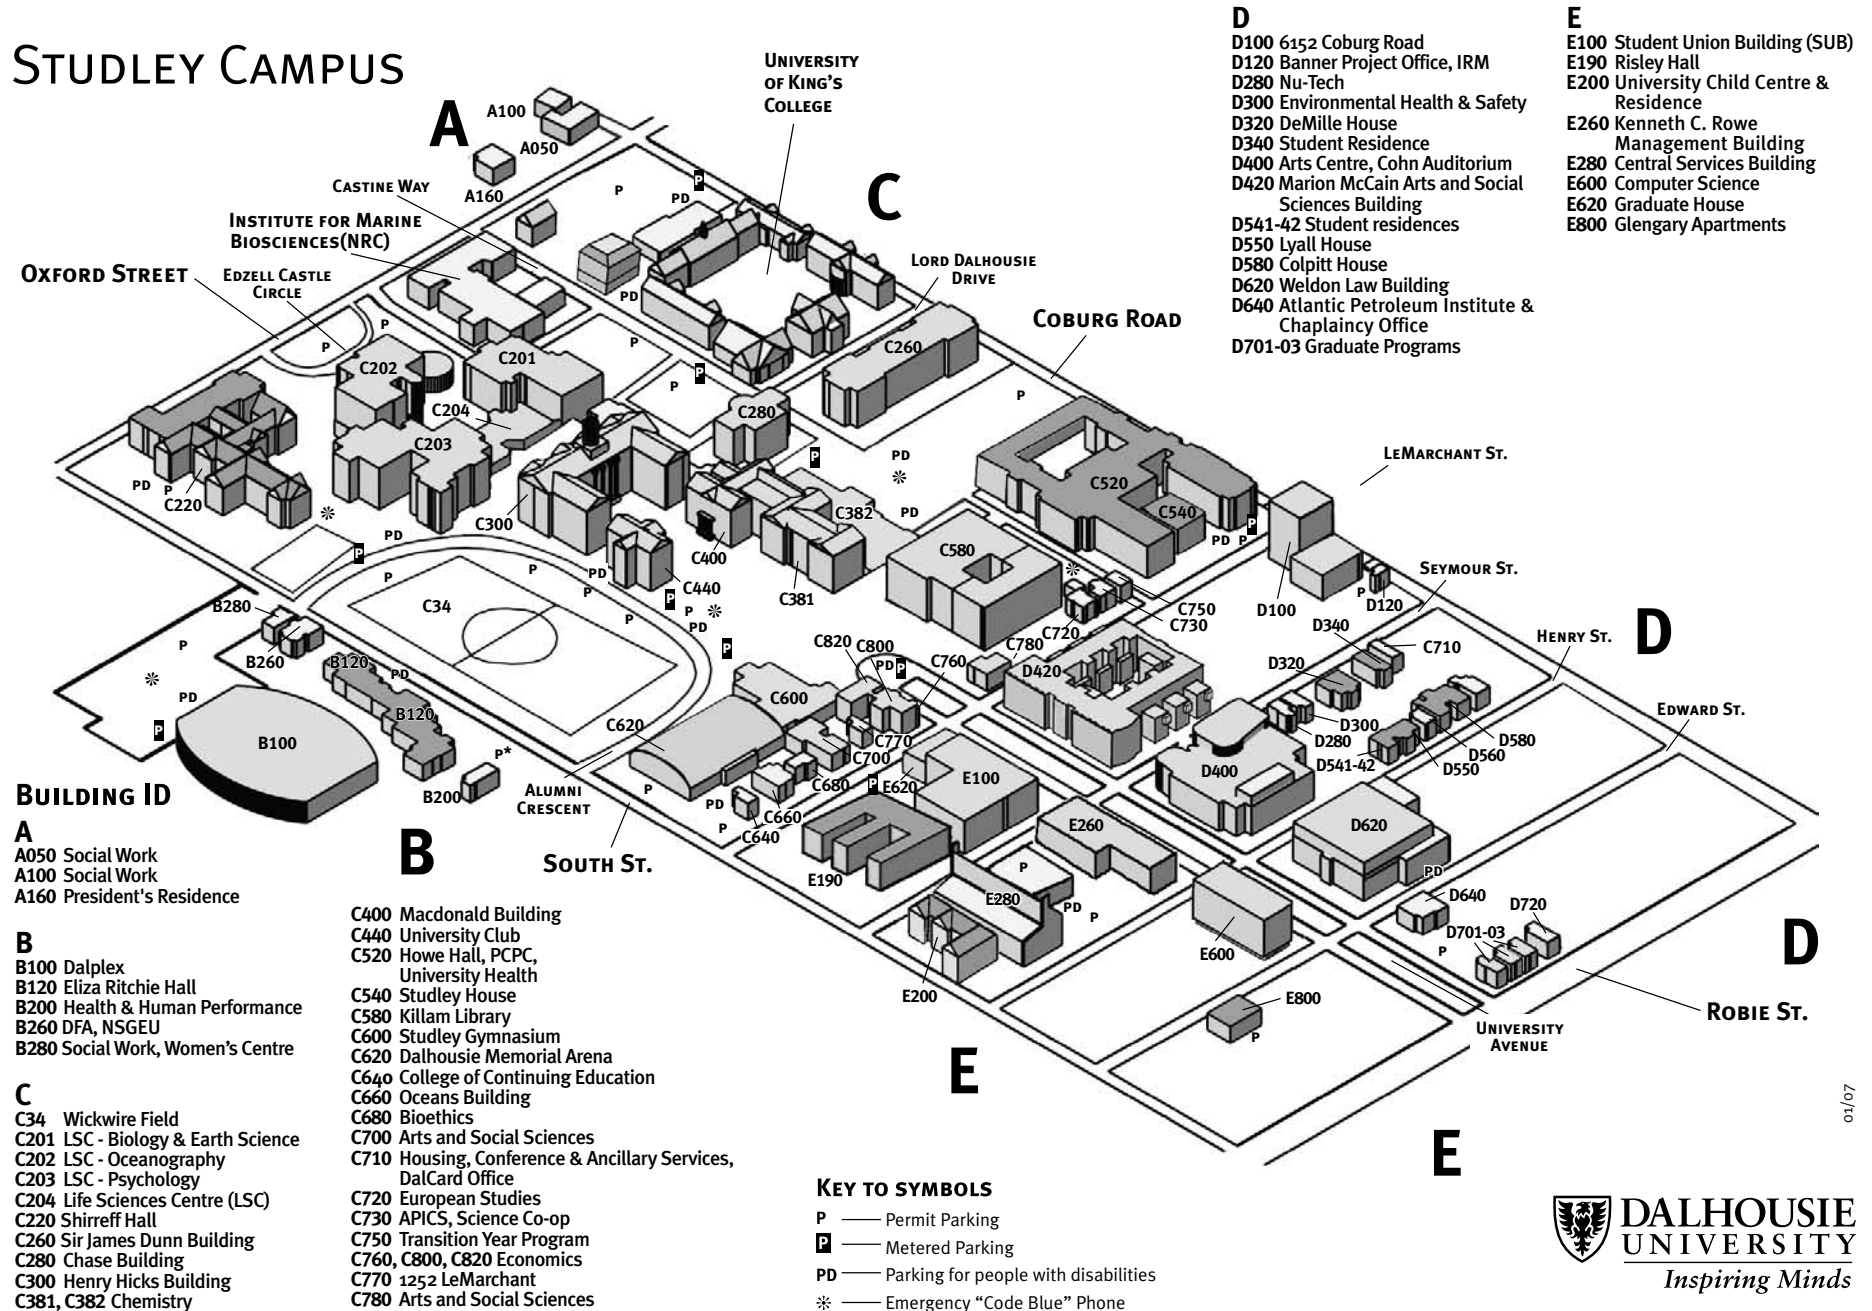 STUDLEY CAMPUS
A
A100
A050
A160
UNIVERSITY
OF KING'S
COLLEGE
C
CASTINE WAY
INSTITUTE FOR MARINE
BIOSCIENCES(NRC)
OXFORD STREET
EDZELL CASTLE
CIRCLE
LORD DALHOUSIE
DRIVE
COBURG ROAD
LEMARCHANT ST.
SEYMOUR ST.
HENRY ST.
EDWARD ST.
D
D
ROBIE ST.
UNIVERSITY
AVENUE
E
E
B
SOUTH ST.
ALUMNI
CRESCENT
P
P
PD
PD
P
P
P
P
P
P
P
PD
P
PD
PD
P
PD
P
PD
P
P
PD
P
P
P
P
P
PD
P
P
PD
P
PD
PD
P
P*
PD
P
P
PD
P
P
P
PD
P
PD
P
P
PD
P
P
C202
C201
C204
C203
C220
C260
C280
C300
C382
C400
C381
C440
C520
C540
C580
C34
C720
C730
C750
C780
C760
C820
C800
C600
C620
C770
C700
C680
C660
C640
C710
B280
B260
B120
B120
B100
B200
D100
D120
D340
D320
D300
D280
D420
D400
D541-42
D550
D560
D580
D620
D640
D720
D701-03
E620
E100
E190
E260
E280
E200
E600
E800
D
D100 6152 Coburg Road
D120 Banner Project Office, IRM
D280 Nu-Tech
D300 Environmental Health & Safety
D320 DeMille House
D340 Student Residence
D400 Arts Centre, Cohn Auditorium
D420 Marion McCain Arts and Social
Sciences Building
D541-42 Student residences
D550 Lyall House
D580 Colpitt House
D620 Weldon Law Building
D640 Atlantic Petroleum Institute &
Chaplaincy Office
D701-03 Graduate Programs
E
E100 Student Union Building (SUB)
E190 Risley Hall
E200 University Child Centre &
Residence
E260 Kenneth C. Rowe
Management Building
E280 Central Services Building
E600 Computer Science
E620 Graduate House
E800 Glengary Apartments
BUILDING ID
A
A050 Social Work
A100 Social Work
A160 President's Residence
B
B100 Dalplex
B120 Eliza Ritchie Hall
B200 Health & Human Performance
B260 DFA, NSGEU
B280 Social Work, Women's Centre
C
C34 Wickwire Field
C201 LSC - Biology & Earth Science
C202 LSC - Oceanography
C203 LSC - Psychology
C204 Life Sciences Centre (LSC)
C220 Shirreff Hall
C260 Sir James Dunn Building
C280 Chase Building
C300 Henry Hicks Building
C381, C382 Chemistry
C400 Macdonald Building
C440 University Club
C520 Howe Hall, PCPC,
University Health
C540 Studley House
C580 Killam Library
C600 Studley Gymnasium
C620 Dalhousie Memorial Arena
C640 College of Continuing Education
C660 Oceans Building
C680 Bioethics
C700 Arts and Social Sciences
C710 Housing, Conference & Ancillary Services,
DalCard Office
C720 European Studies
C730 APICS, Science Co-op
C750 Transition Year Program
C760, C800, C820 Economics
C770 1252 LeMarchant
C780 Arts and Social Sciences
KEY TO SYMBOLS
P Permit Parking
P Metered Parking
PD Parking for people with disabilities
Emergency "Code Blue" Phone
01/07
DALHOUSIE
UNIVERSITY
Inspiring Minds